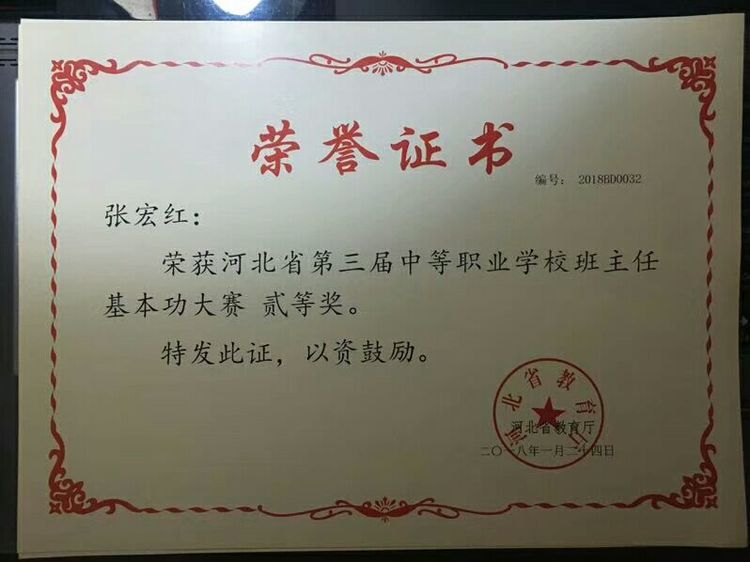 荣誉证书
编号： 2018BD0032
张宏红：
荣获河北省第三届中等职业学校班主任
基本功大赛 贰等奖。
特发此证，以资鼓励。
河北省教育厅
河北省教育厅
二〇一八年一月二十四日